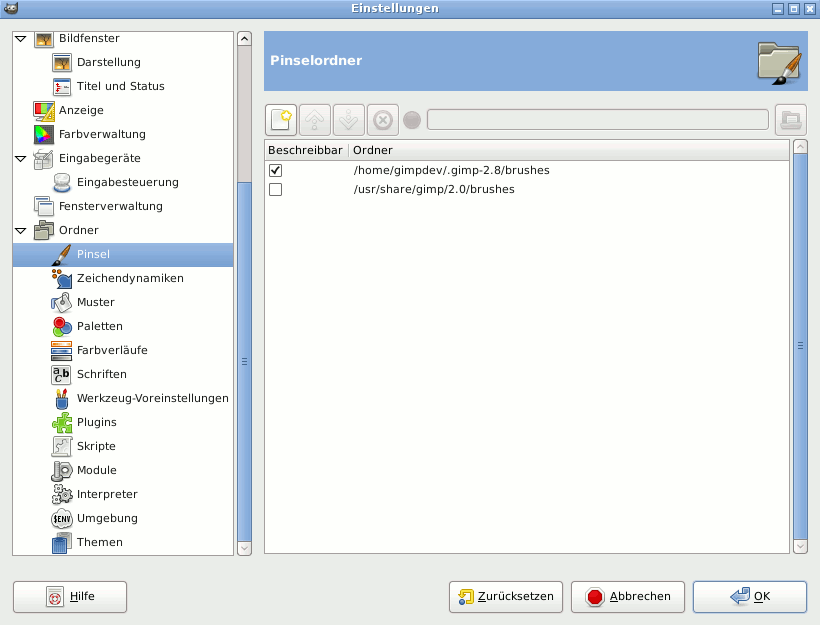 Einstellungen
Bildfenster
Darstellung
Titel und Status
Anzeige
Farbverwaltung
Eingabegeräte
Eingabesteuerung
Fensterverwaltung
Ordner
Pinsel
Zeichendynamiken
Muster
Paletten
Farbverläufe
Schriften
Werkzeug-Voreinstellungen
Plugins
Skripte
Module
Interpreter
$ENV Umgebung
Themen
Pinselordner
Beschreibbar Ordner
/home/gimpdev/.gimp-2.8/brushes
/usr/share/gimp/2.0/brushes
Hilfe Zurücksetzen Abbrechen OK